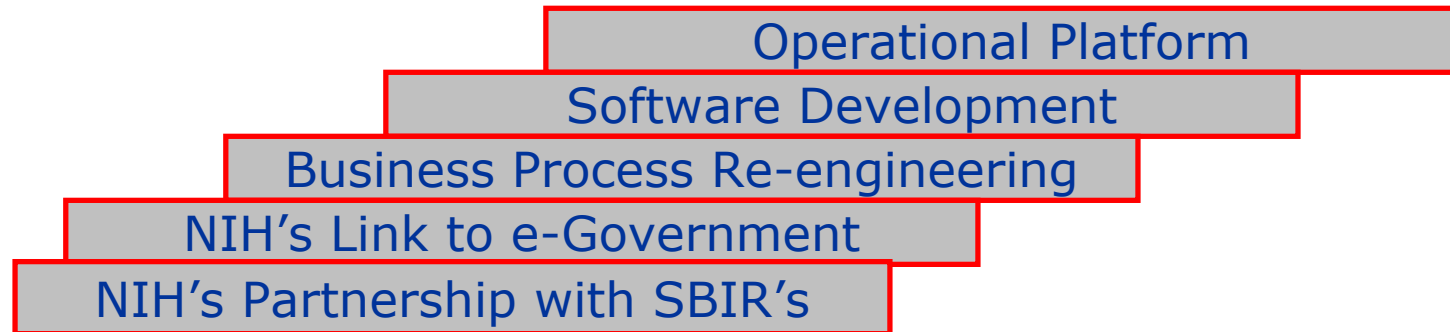 Operational Platform
Software Development
Business Process Re-engineering
NIH’s Link to e-Government
NIH’s Partnership with SBIR’s